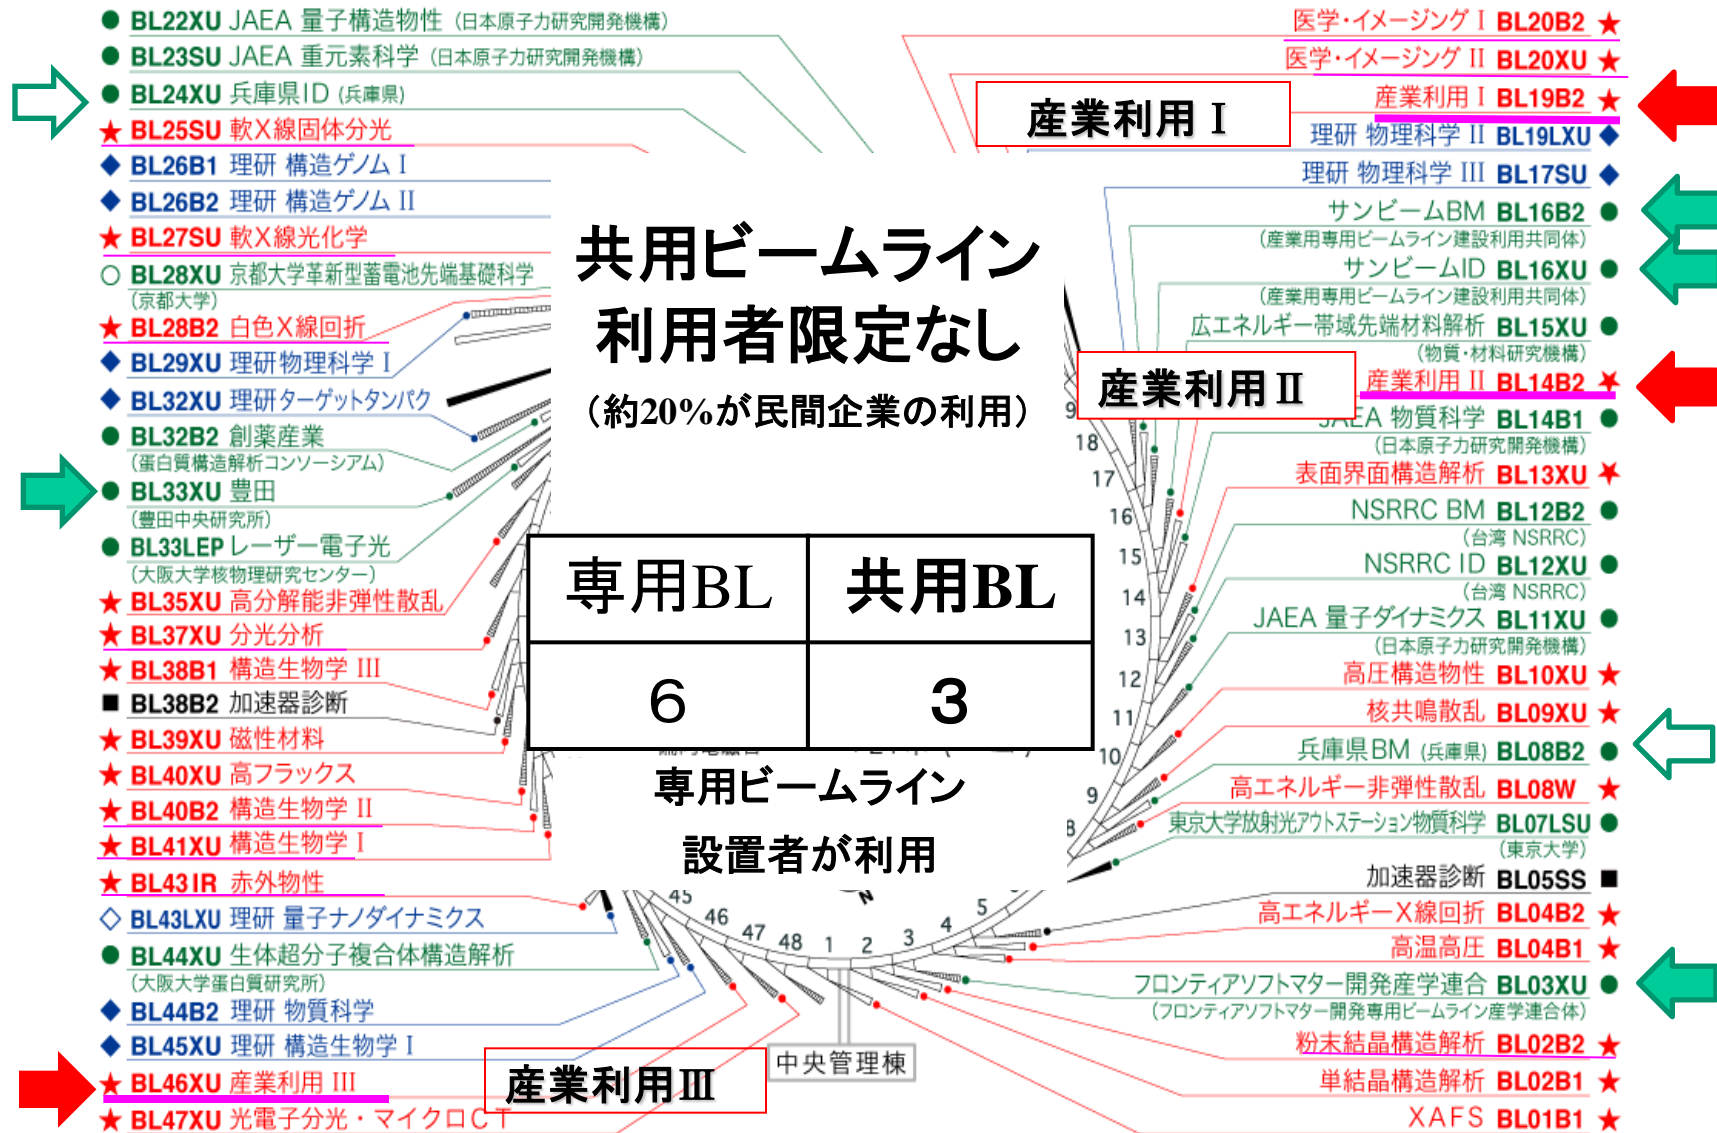 ● BL22XU JAEA 量子構造物性 (日本原子力研究開発機構)
● BL23SU JAEA 重元素科学 (日本原子力研究開発機構)
● BL24XU 兵庫県ID (兵庫県)
★ BL25SU 軟X線固体分光
◆ BL26B1 理研 構造ゲノム I
◆ BL26B2 理研 構造ゲノム II
★ BL27SU 軟X線光化学
○ BL28XU 京都大学革新型蓄電池先端基礎科学
(京都大学)
★ BL28B2 白色X線回折
◆ BL29XU 理研物理科学 I
◆ BL32XU 理研ターゲットタンパク
● BL32B2 創薬産業
(蛋白質構造解析コンソーシアム)
● BL33XU 豊田
(豊田中央研究所)
● BL33LEP レーザー電子光
(大阪大学核物理研究センター)
★ BL35XU 高分解能非弾性散乱
★ BL37XU 分光分析
★ BL38B1 構造生物学 III
■ BL38B2 加速器診断
★ BL39XU 磁性材料
★ BL40XU 高フラックス
★ BL40B2 構造生物学 II
★ BL41XU 構造生物学 I
★ BL43IR 赤外物性
◇ BL43LXU 理研 量子ナノダイナミクス
● BL44XU 生体超分子複合体構造解析
(大阪大学蛋白質研究所)
◆ BL44B2 理研 物質科学
◆ BL45XU 理研 構造生物学 I
★ BL46XU 産業利用 III
★ BL47XU 光電子分光・マイクロCT
共用ビームライン
利用者限定なし
(約20%が民間企業の利用)
専用BL 共用BL
6 3
専用ビームライン
設置者が利用
産業利用 I
産業利用 II
産業利用 III
中央管理棟
医学・イメージング I BL20B2 ★
医学・イメージング II BL20XU ★
産業利用 I BL19B2 ★
理研 物理科学 II BL19LXU ◆
理研 物理科学 III BL17SU ◆
サンビームBM BL16B2 ●
(産業用専用ビームライン建設利用共同体)
サンビームID BL16XU ●
(産業用専用ビームライン建設利用共同体)
広エネルギー帯域先端材料解析 BL15XU ●
(物質・材料研究機構)
産業利用 II BL14B2 ★
JAEA 物質科学 BL14B1 ●
(日本原子力研究開発機構)
表面界面構造解析 BL13XU ★
NSRRC BM BL12B2 ●
(台湾 NSRRC)
NSRRC ID BL12XU ●
(台湾 NSRRC)
JAEA 量子ダイナミクス BL11XU ●
(日本原子力研究開発機構)
高圧構造物性 BL10XU ★
核共鳴散乱 BL09XU ★
兵庫県BM (兵庫県) BL08B2 ●
高エネルギー非弾性散乱 BL08W ★
東京大学放射光アウトステーション物質科学 BL07LSU ●
(東京大学)
加速器診断 BL05SS ■
高エネルギーX線回折 BL04B2 ★
高温高圧 BL04B1 ★
フロンティアソフトマター開発産学連合 BL03XU ●
(フロンティアソフトマター開発専用ビームライン産学連合体)
粉末結晶構造解析 BL02B2 ★
単結晶構造解析 BL02B1 ★
XAFS BL01B1 ★
18
17
16
15
14
13
12
11
10
9
8
5
4
3
2
1
48
47
46
45
N